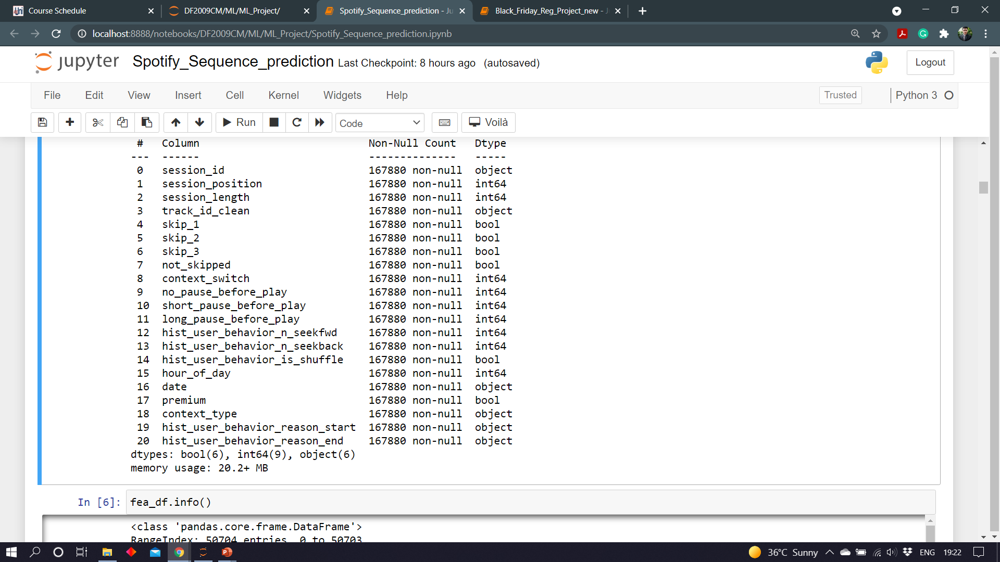 Course Schedule
DF2009CM/ML/ML_Project/
Spotify_Sequence_prediction - Ju
Black_Friday_Reg_Project_new - J
localhost:8888/notebooks/DF2009CM/ML/ML_Project/Spotify_Sequence_prediction.ipynb
jupyter Spotify_Sequence_prediction Last Checkpoint: 8 hours ago (autosaved)
Logout
File Edit View Insert Cell Kernel Widgets Help
Trusted
Python 3
Run
Code
Voilà
# Column Non-Null Count Dtype
--- ------ -------------- -----
0 session_id 167880 non-null object
1 session_position 167880 non-null int64
2 session_length 167880 non-null int64
3 track_id_clean 167880 non-null object
4 skip_1 167880 non-null bool
5 skip_2 167880 non-null bool
6 skip_3 167880 non-null bool
7 not_skipped 167880 non-null bool
8 context_switch 167880 non-null int64
9 no_pause_before_play 167880 non-null int64
10 short_pause_before_play 167880 non-null int64
11 long_pause_before_play 167880 non-null int64
12 hist_user_behavior_n_seekfwd 167880 non-null int64
13 hist_user_behavior_n_seekback 167880 non-null int64
14 hist_user_behavior_is_shuffle 167880 non-null bool
15 hour_of_day 167880 non-null int64
16 date 167880 non-null object
17 premium 167880 non-null bool
18 context_type 167880 non-null object
19 hist_user_behavior_reason_start 167880 non-null object
20 hist_user_behavior_reason_end 167880 non-null object
dtypes: bool(6), int64(9), object(6)
memory usage: 20.2+ MB
In [6]: fea_df.info()
<class 'pandas.core.frame.DataFrame'>
RangeIndex: 50704 entries, 0 to 50703
36°C Sunny
ENG
19:22